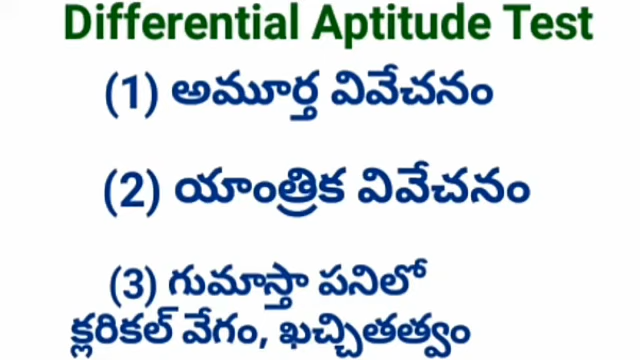 Differential Aptitude Test
(1) అమూర్త వివేచనం
(2) యాంత్రిక వివేచనం
(3) గుమాస్తా పనిలో
క్లరికల్ వేగం, ఖచ్చితత్వం